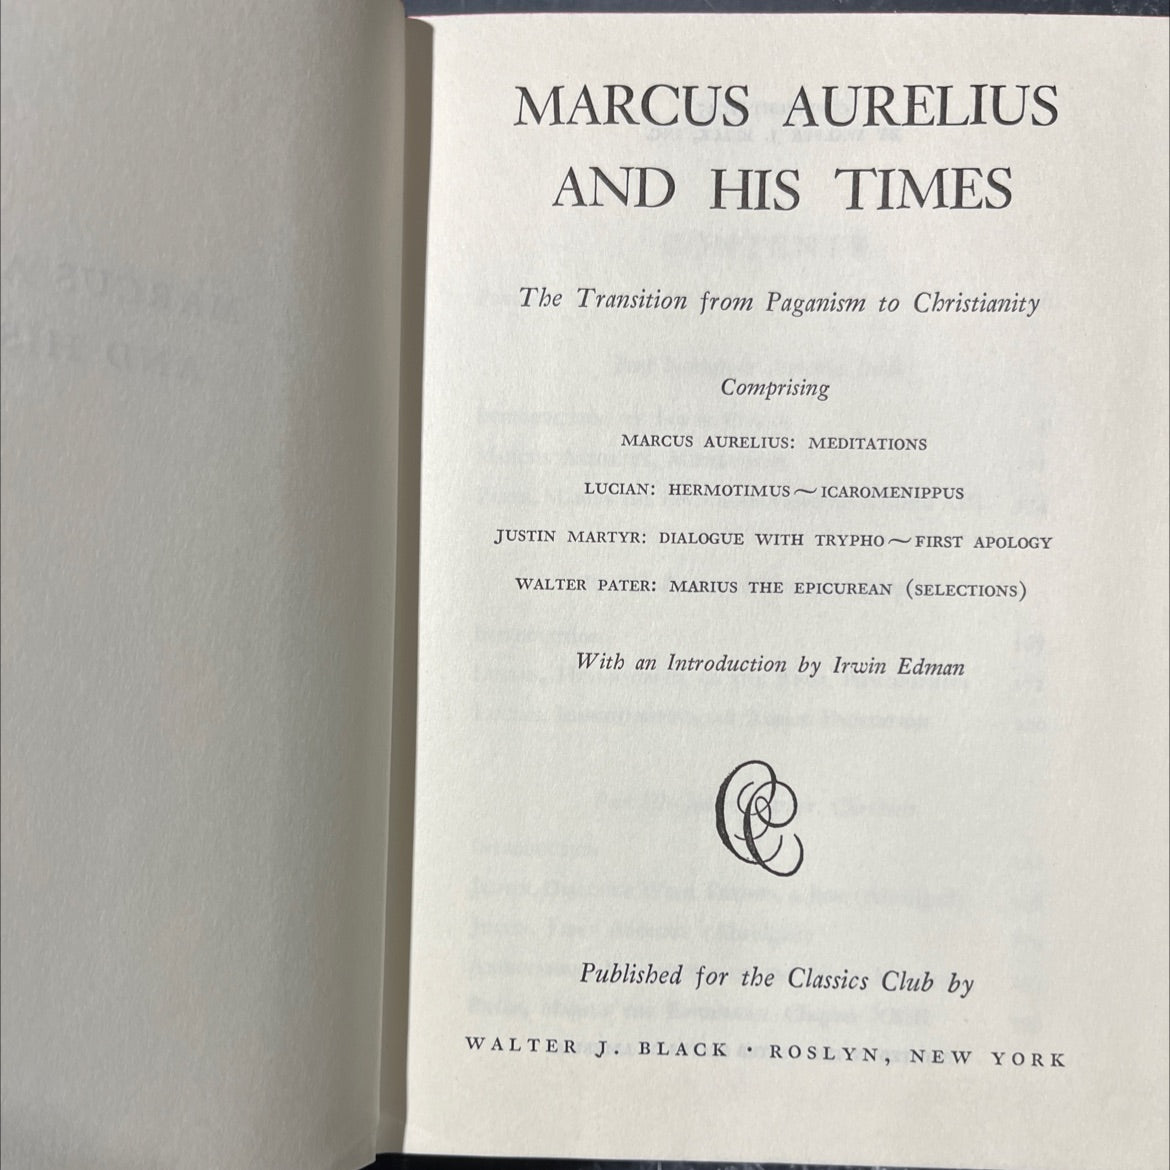 MARCUS AURELIUS
AND HIS TIMES
The Transition from Paganism to Christianity
Comprising
MARCUS AURELIUS: MEDITATIONS
LUCIAN: HERMOTIMUS~ICAROMENIPPUS
JUSTIN MARTYR: DIALOGUE WITH TRYPHO~FIRST APOLOGY
WALTER PATER: MARIUS THE EPICUREAN (SELECTIONS)
With an Introduction by Irwin Edman
CC
Published for the Classics Club by
WALTER J. BLACK · ROSLYN, NEW YORK